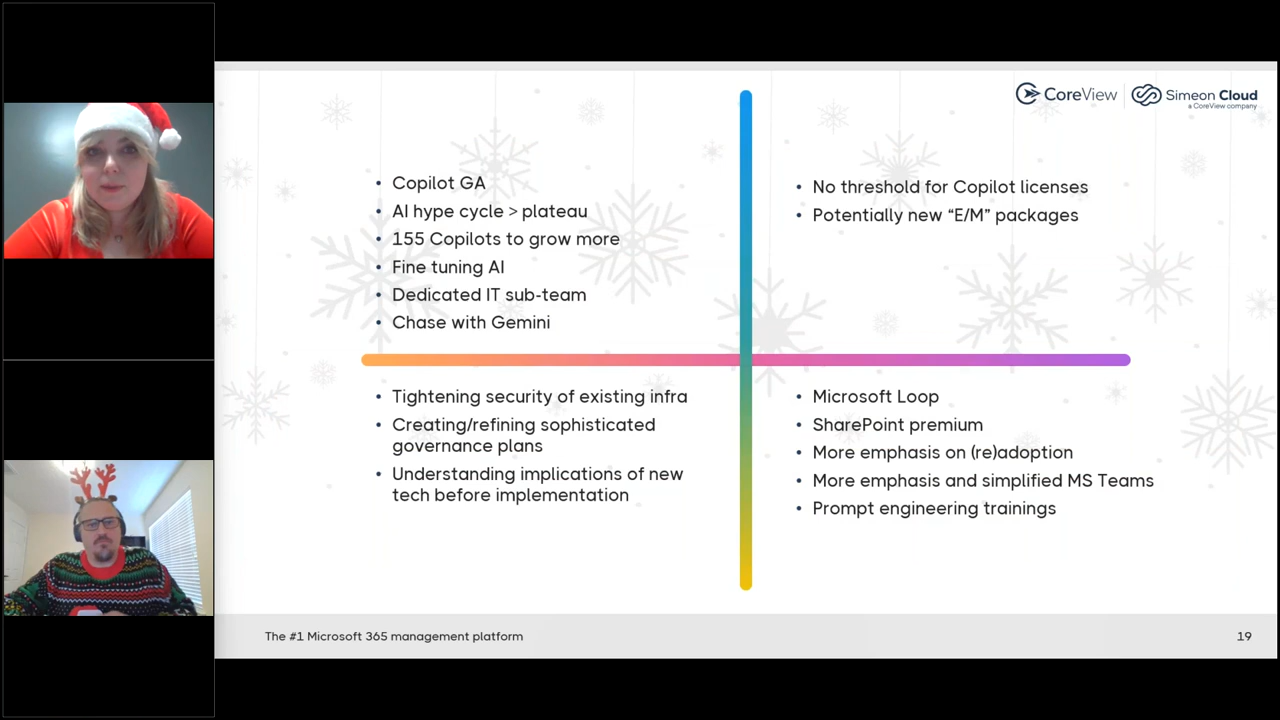 CoreView
Simeon Cloud
a CoreView company
• Copilot GA
• AI hype cycle > plateau
• 155 Copilots to grow more
• Fine tuning AI
• Dedicated IT sub-team
• Chase with Gemini
• No threshold for Copilot licenses
• Potentially new “E/M” packages
• Tightening security of existing infra
• Creating/refining sophisticated
governance plans
• Understanding implications of new
tech before implementation
• Microsoft Loop
• SharePoint premium
• More emphasis on (re)adoption
• More emphasis and simplified MS Teams
• Prompt engineering trainings
The #1 Microsoft 365 management platform
19